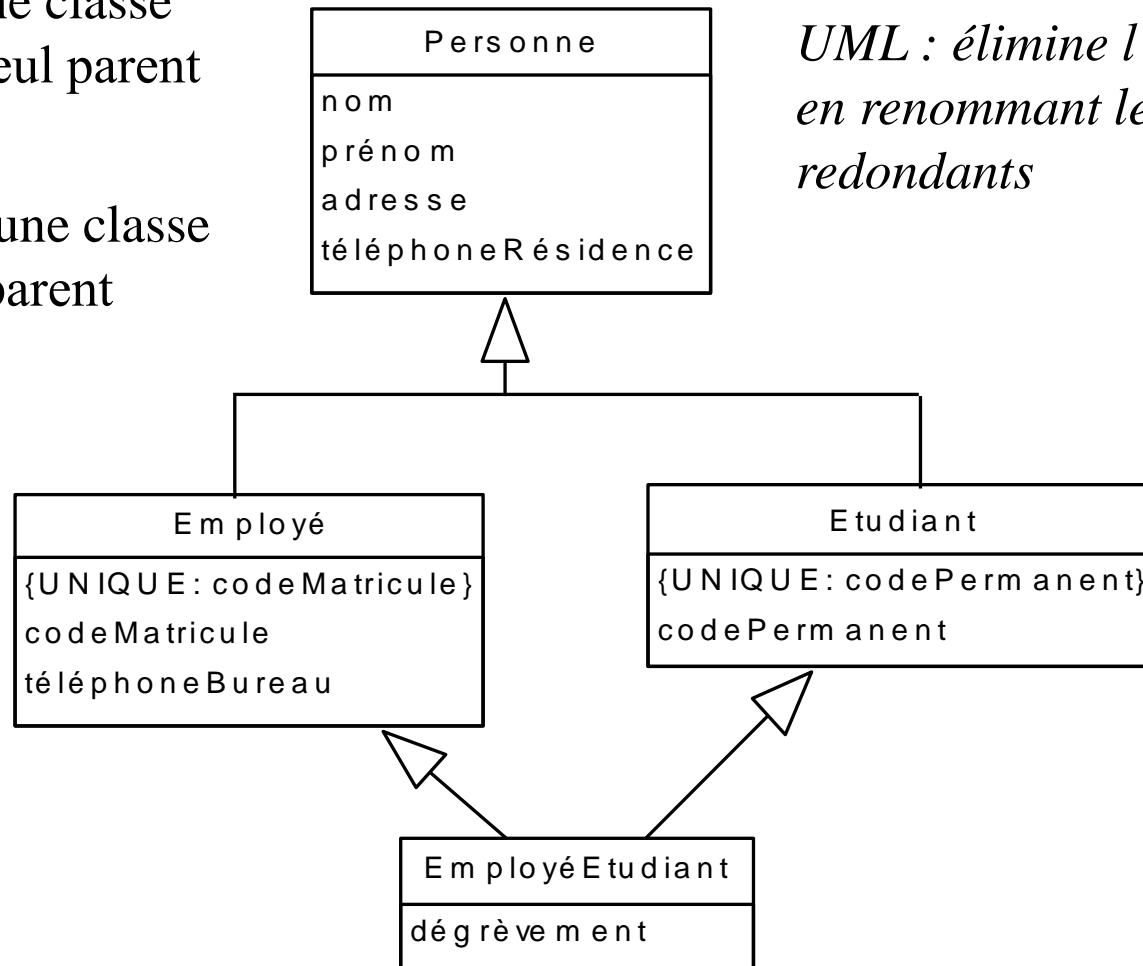 classe
seul parent
une classe
parent
UML : élimine l
en renommant le
redondants
Personne
nom
prénom
adresse
téléphoneRésidence
Employé
{UNIQUE: codeMatricule}
codeMatricule
téléphoneBureau
Etudiant
{UNIQUE: codePermanent}
codePermanent
EmployéEtudiant
dégrèvement